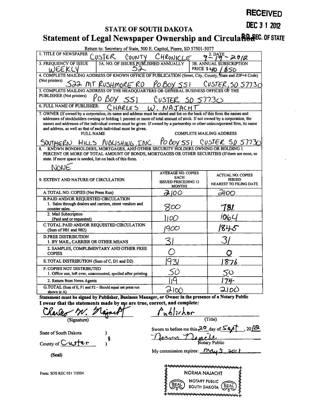 RECEIVED
DEC 31 2012
SEC. OF STATE
STATE OF SOUTH DAKOTA
Statement of Legal Newspaper Ownership and Circulation
Return to: Secretary of State, 500 E. Capitol, Pierre, SD 57501-5077
1. TITLE OF NEWSPAPER CUSTER COUNTY CHRONICLE
2. DATE 9-19-2012
3. FREQUENCY OF ISSUE WEEKLY
3A. NO. OF ISSUES PUBLISHED ANNUALLY 52
3B. ANNUAL SUBSCRIPTION PRICE $
4. COMPLETE MAILING ADDRESS OF KNOWN OFFICE OF PUBLICATION (Street, City, County, State and ZIP+4 Code)
(Not printers) 522 MT RUSHMORE RD PO BOY 551 CUSTER, SD 57730
5. COMPLETE MAILING ADDRESS OF THE HEADQUARTERS OR GENERAL BUSINESS OFFICES OF THE
PUBLISHER (Not printers) PO BOX 551 CUSTER SD 57730
6. FULL NAME OF PUBLISHER: CHARLES W. NAJACHT
7. OWNER (If owned by a corporation, its name and address must be stated and list on the back of this form the names and
addresses of stockholders owning or holding 1 percent or more of total amount of stock. If not owned by a corporation, the
names and addresses of the individual owners must be given. If owned by a partnership or other unincorporated firm, its name
and address, as well as that of each individual must be given.
FULL NAME COMPLETE MAILING ADDRESS
SOUTHERN HILLS PUBLISHING INC. PO BOY 551 CUSTER SD 57730
8. KNOWN BONDHOLDERS, MORTGAGEES, AND OTHER SECURITY HOLDERS OWNING OR HOLDING 1
PERCENT OR MORE OF TOTAL AMOUNT OF BONDS, MORTGAGES OR OTHER SECURITIES (If there are none, so
state. If more space is needed, list on back of this form.
NONE
9. EXTENT AND NATURE OF CIRCULATION
AVERAGE NO. COPIES EACH ISSUED PRECEDING 12 MONTHS
ACTUAL NO. COPIES ISSUED NEAREST TO FILING DATE
A. TOTAL NO. COPIES (Net Press Run) 2100 2100
B. PAID AND/OR REQUESTED CIRCULATION
1. Sales through dealers and carriers, street vendors and
counter sales. 800 781
2. Mail Subscription
(Paid and or requested) 1100 1064
C. TOTAL PAID AND/OR REQUESTED CIRCULATION
(Sum of 9B1 and 9B2) 1900 1845
D. FREE DISTRIBUTION
1. BY MAIL, CARRIER OR OTHER MEANS 31 31
2. SAMPLES, COMPLIMENTARY AND OTHER FREE
COPIES 0 0
E. TOTAL DISTRIBUTION (Sum of C, D1 and D2) 1931 1876
F. COPIES NOT DISTRIBUTED
1. Office use, left over, unaccounted, spoiled after printing 50 50
2. Return from News Agents 119 174
G. TOTAL (Sum of E, F1 and F2 - Should equal net press run
shown in A) 2100 2100
Statement must be signed by Publisher, Business Manager, or Owner in the presence of a Notary Public
I swear that the statements made by me are true, correct, and complete:
Charles W. Najacht Publisher
(Signature) (Title)
State of South Dakota )
§
County of Custer )
(Seal)
Sworn to before me this 20 day of Sept, 2012
Norma Najacht
Notary Public
My commission expires:
Form: SOS REC 051 7/2004
NORMA NAJACHT
NOTARY PUBLIC
SOUTH DAKOTA
SEAL
SEAL